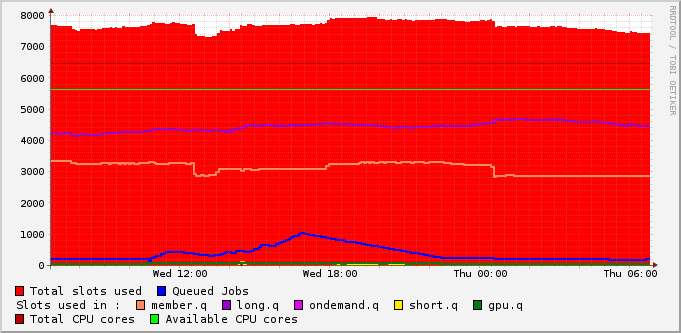 8000
7000
6000
5000
4000
3000
2000
1000
0
Wed 12:00 Wed 18:00 Thu 00:00 Thu 06:00
RRDTOOL / TOBI OETIKER
Total slots used Queued Jobs
Slots used in : member.q long.q ondemand.q short.q gpu.q
Total CPU cores Available CPU cores